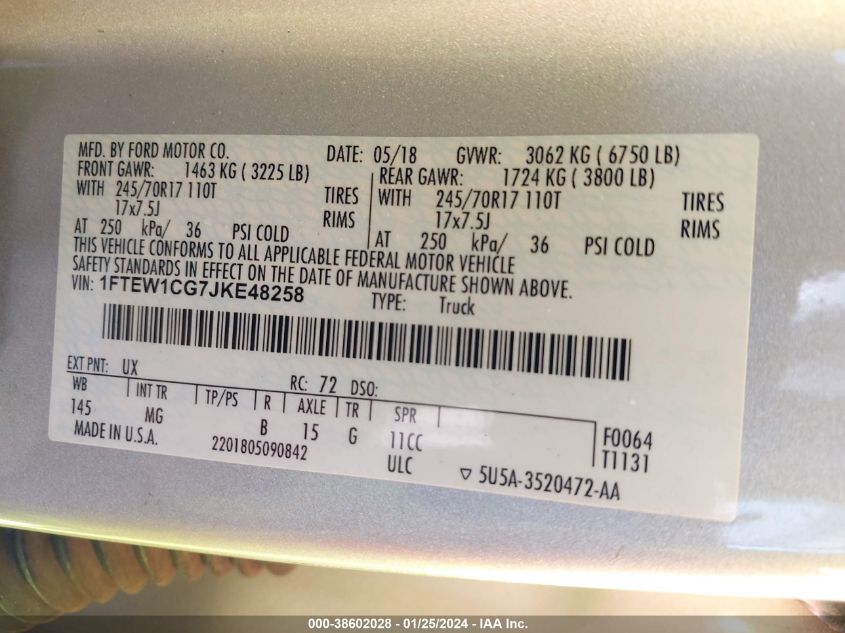 MFD. BY FORD MOTOR CO. DATE: 05/18 GVWR: 3062 KG ( 6750 LB)
FRONT GAWR: 1463 KG ( 3225 LB) REAR GAWR: 1724 KG ( 3800 LB)
WITH 245/70R17 110T TIRES WITH 245/70R17 110T TIRES
17x7.5J RIMS 17x7.5J RIMS
AT 250 kPa/ 36 PSI COLD AT 250 kPa/ 36 PSI COLD
THIS VEHICLE CONFORMS TO ALL APPLICABLE FEDERAL MOTOR VEHICLE
SAFETY STANDARDS IN EFFECT ON THE DATE OF MANUFACTURE SHOWN ABOVE.
VIN: 1FTEW1CG7JKE48258 TYPE: Truck
EXT PNT: UX RC: 72 DSO:
WB INT TR TP/PS R AXLE TR SPR
145 MG B 15 G 11CC F0064
MADE IN U.S.A. 2201805090842 ULC T1131
▽ 5U5A-3520472-AA
000-38602028 - 01/25/2024 - IAA Inc.